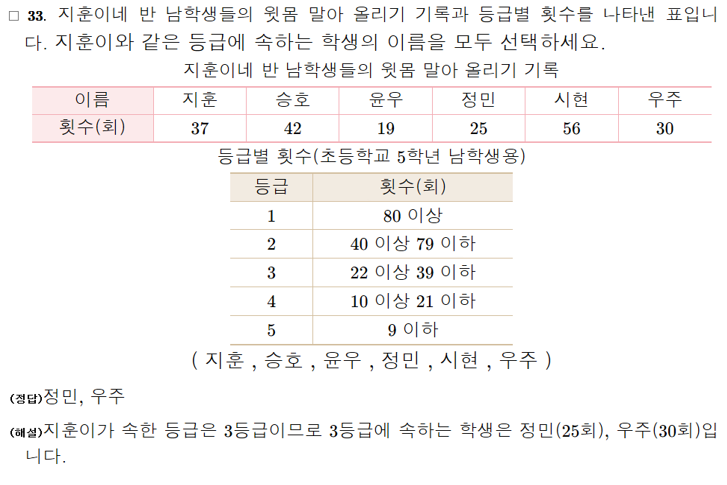 □ 33. 지훈이네 반 남학생들의 윗몸 말아 올리기 기록과 등급별 횟수를 나타낸 표입니
다. 지훈이와 같은 등급에 속하는 학생의 이름을 모두 선택하세요.
지훈이네 반 남학생들의 윗몸 말아 올리기 기록
이름 지훈 승호 윤우 정민 시현 우주
횟수(회) 37 42 19 25 56 30
등급별 횟수(초등학교 5학년 남학생용)
등급 횟수(회)
1 80 이상
2 40 이상 79 이하
3 22 이상 39 이하
4 10 이상 21 이하
5 9 이하
( 지훈 , 승호 , 윤우 , 정민 , 시현 , 우주 )
(정답)정민, 우주
(해설)지훈이가 속한 등급은 3등급이므로 3등급에 속하는 학생은 정민(25회), 우주(30회)입
니다.